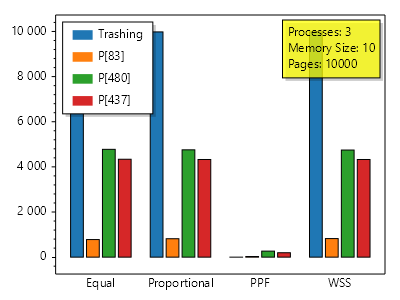 10 000
8 000
6 000
4 000
2 000
0
Trashing
P[83]
P[480]
P[437]
Processes: 3
Memory Size: 10
Pages: 10000
Equal
Proportional
PPF
WSS